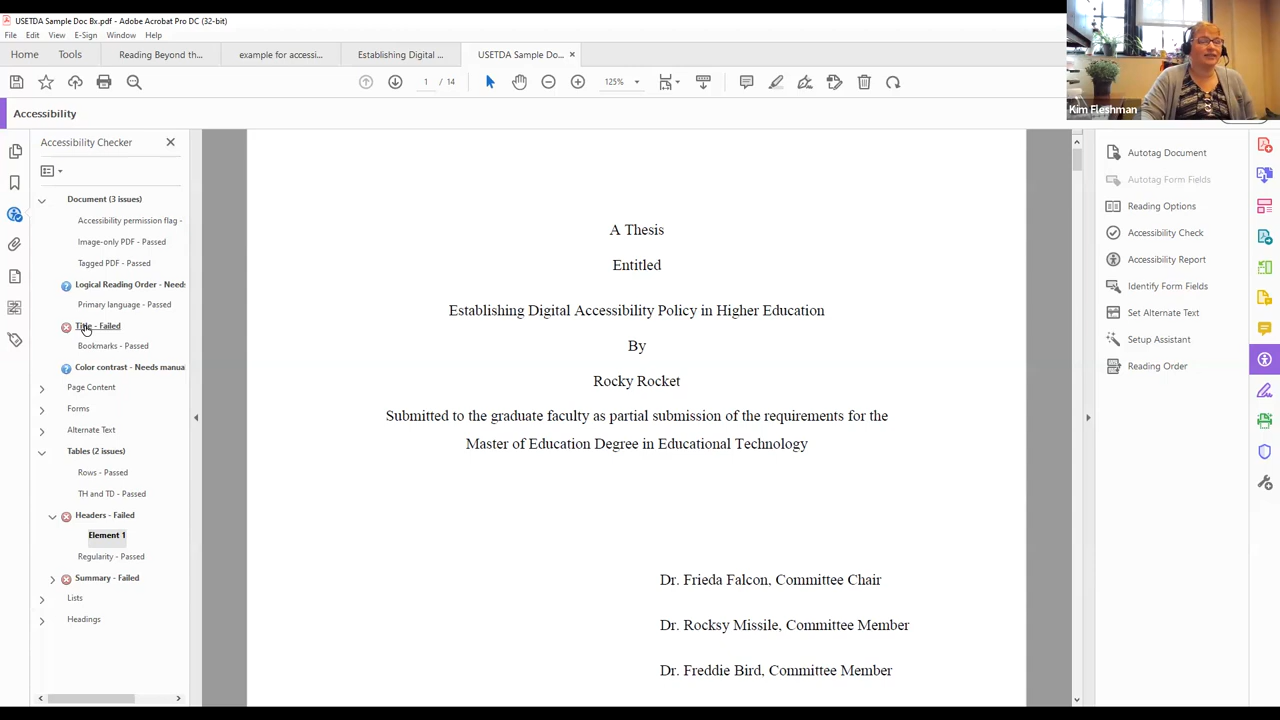 USETDA Sample Doc Bx.pdf - Adobe Acrobat Pro DC (32-bit)
File Edit View E-Sign Window Help
Home Tools Reading Beyond th... example for accessi... Establishing Digital ... USETDA Sample Do... ×
1 / 14 125%
Kim Fleshman
Accessibility
Accessibility Checker
Document (3 issues)
Accessibility permission flag -
Image-only PDF - Passed
Tagged PDF - Passed
Logical Reading Order - Needs
Primary language - Passed
Title - Failed
Bookmarks - Passed
Color contrast - Needs manua
Page Content
Forms
Alternate Text
Tables (2 issues)
Rows - Passed
TH and TD - Passed
Headers - Failed
Element 1
Regularity - Passed
Summary - Failed
Lists
Headings
A Thesis
Entitled
Establishing Digital Accessibility Policy in Higher Education
By
Rocky Rocket
Submitted to the graduate faculty as partial submission of the requirements for the
Master of Education Degree in Educational Technology
Dr. Frieda Falcon, Committee Chair
Dr. Rocksy Missile, Committee Member
Dr. Freddie Bird, Committee Member
Autotag Document
Autotag Form Fields
Reading Options
Accessibility Check
Accessibility Report
Identify Form Fields
Set Alternate Text
Setup Assistant
Reading Order